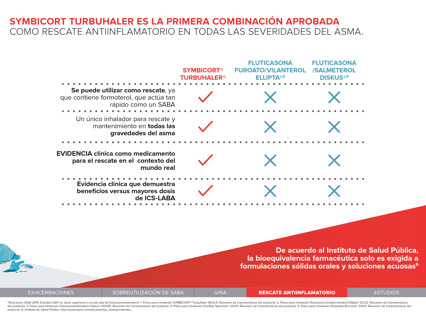 SYMBICORT TURBUHALER ES LA PRIMERA COMBINACIÓN APROBADA
COMO RESCATE ANTIINFLAMATORIO EN TODAS LAS SEVERIDADES DEL ASMA.
SYMBICORT®
TURBUHALER®
FLUTICASONA
FUROATO/VILANTEROL
ELLIPTA
FLUTICASONA
/SALMETEROL
DISKUS
Se puede utilizar como rescate, ya
que contiene formoterol, que actúa tan
rápido como un SABA
Un único inhalador para rescate y
mantenimiento en todas las
gravedades del asma
EVIDENCIA clínica como medicamento
para el rescate en el contexto del
mundo real
Evidencia clínica que demuestra
beneficios versus mayores dosis
de ICS-LABA
De acuerdo al Instituto de Salud Pública,
la bioequivalencia farmacéutica solo es exigida a
formulaciones sólidas orales y soluciones acuosas⁶
EXACERBACIONES
SOBREUTILIZACIÓN DE SABA
GINA
RESCATE ANTIINFLAMATORIO
ESTUDIOS